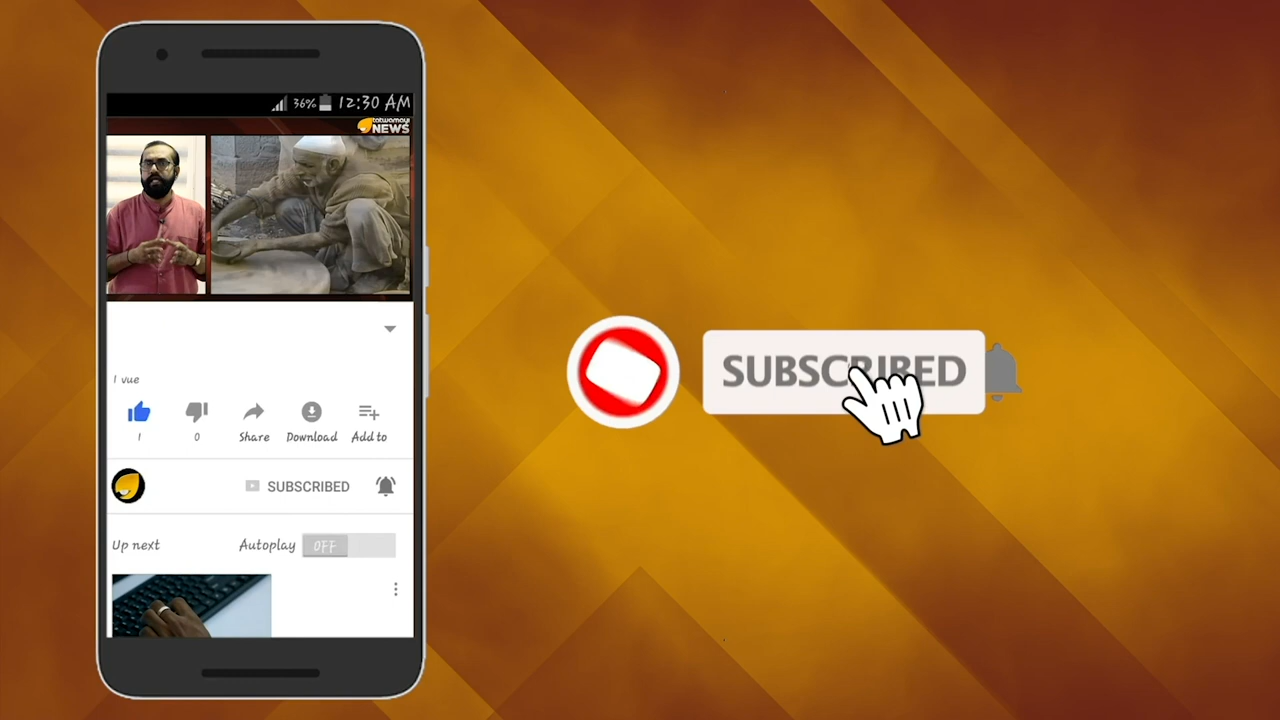 36% 12:30 AM
tatwamayi
NEWS
1 vue
1
0
Share
Download
Add to
SUBSCRIBED
Up next
Autoplay
OFF
SUBSCRIBED